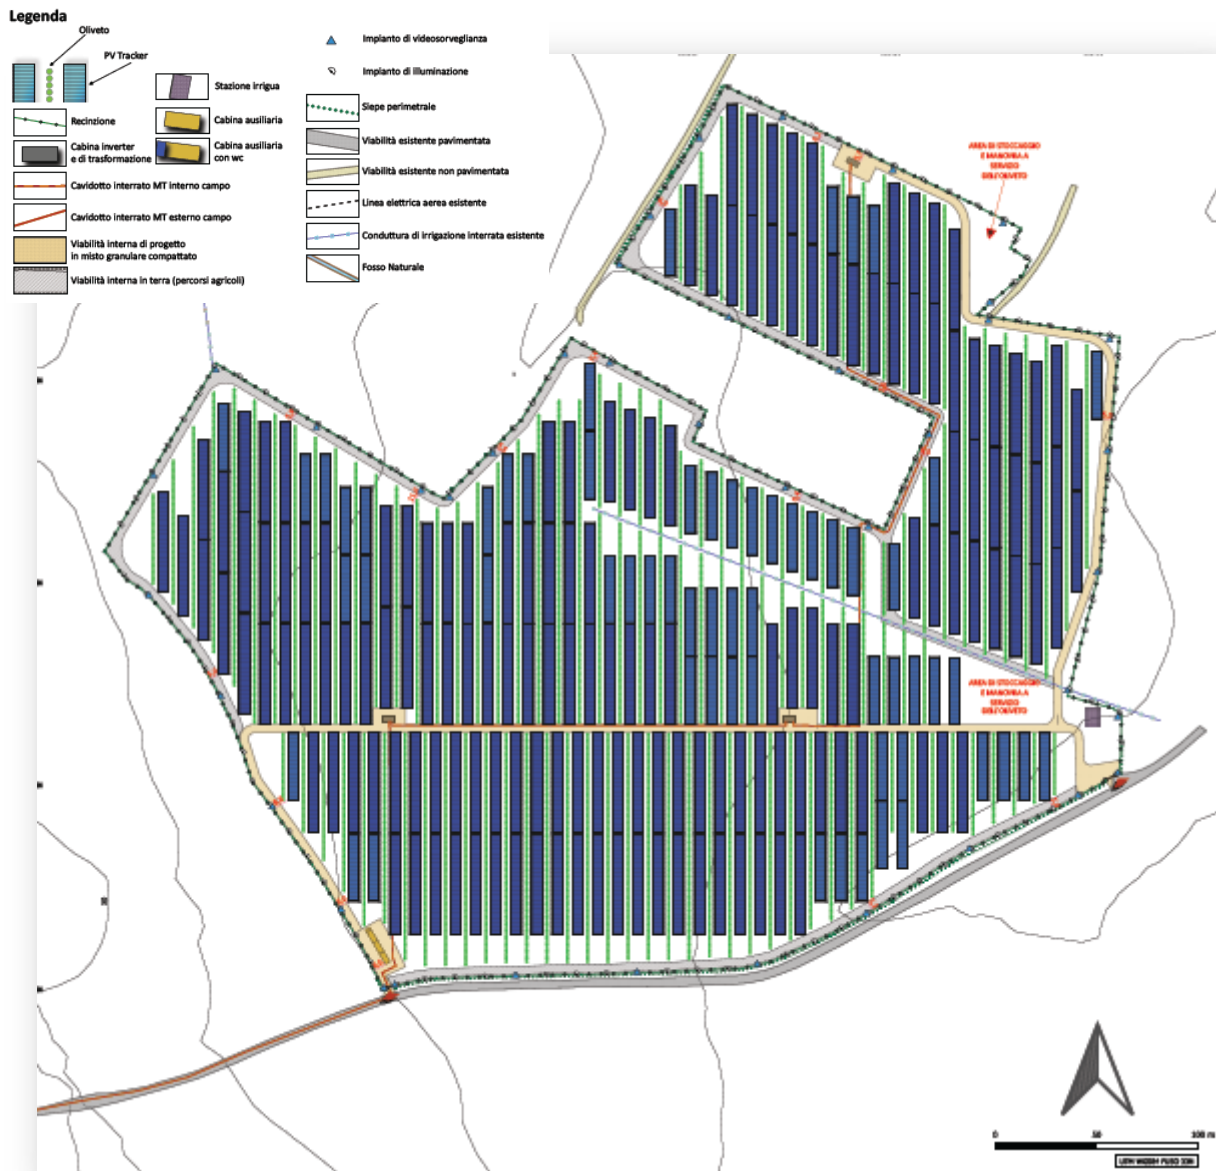 Legenda
Oliveto
PV Tracker
Stazione irrigua
Recinzione
Cabina ausiliaria
Cabina inverter
e di trasformazione
Cabina ausiliaria
con wc
Cavidotto interrato MT interno campo
Cavidotto interrato MT esterno campo
Viabilità interna di progetto
in misto granulare compattato
Viabilità interna in terra (percorsi agricoli)
Impianto di videosorveglianza
Impianto di illuminazione
Siepe perimetrale
Viabilità esistente pavimentata
Viabilità esistente non pavimentata
Linea elettrica aerea esistente
Conduttura di irrigazione interrata esistente
Fosso Naturale
AREA DI STOCCAGGIO
E MANOVRA A
SERVIZIO
DELL'OLIVETO
AREA DI STOCCAGGIO
E MANOVRA A
SERVIZIO
DELL'OLIVETO
0 50 100 m